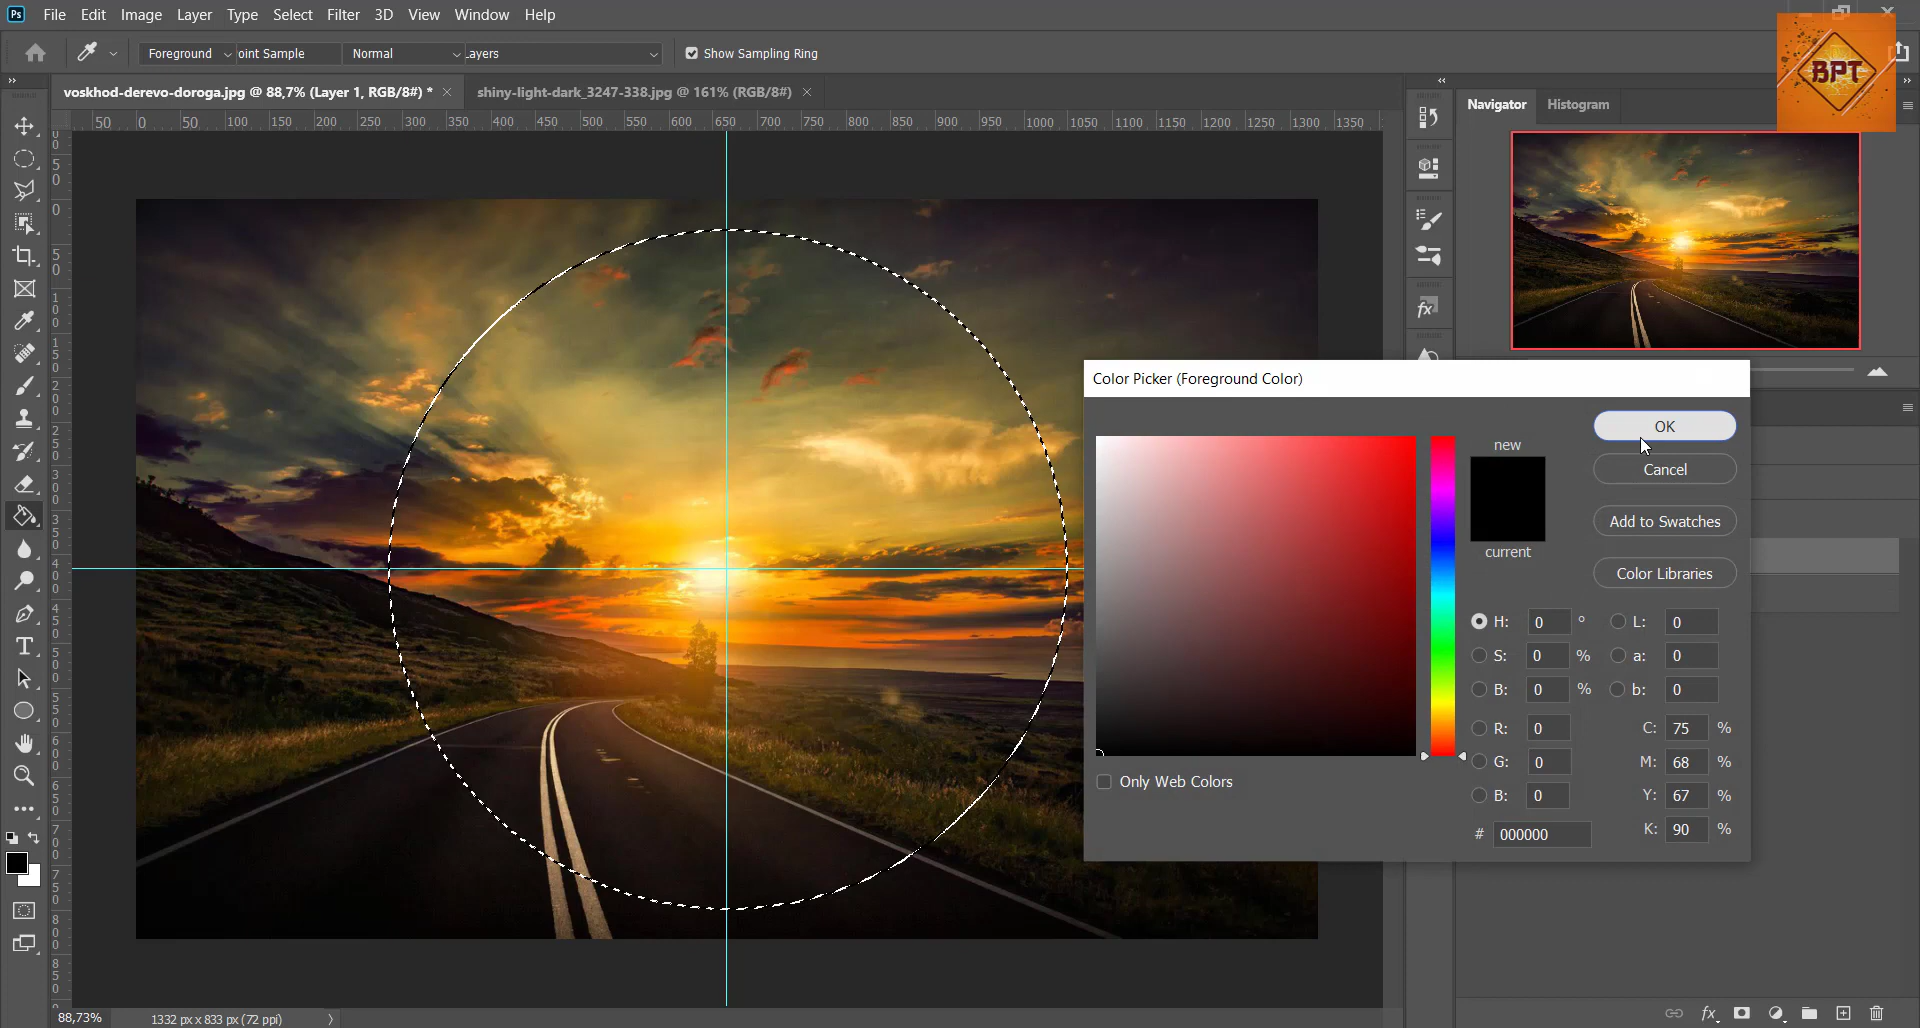 Ps File Edit Image Layer Type Select Filter 3D View Window Help
Foreground oint Sample Normal ayers Show Sampling Ring
BPT
voskhod-derevo-doroga.jpg @ 88,7% (Layer 1, RGB/8#) * × shiny-light-dark_3247-338.jpg @ 161% (RGB/8#) ×
Navigator Histogram
50 0 50 100 150 200 250 300 350 400 450 500 550 600 650 700 750 800 850 900 950 1000 1050 1100 1150 1200 1250 1300 1350
Color Picker (Foreground Color)
new
OK
Cancel
Add to Swatches
current
Color Libraries
H: 0 ° L: 0
S: 0 % a: 0
B: 0 % b: 0
R: 0 C: 75 %
G: 0 M: 68 %
B: 0 Y: 67 %
# 000000 K: 90 %
Only Web Colors
88,73% 1332 px x 833 px (72 ppi)
fx